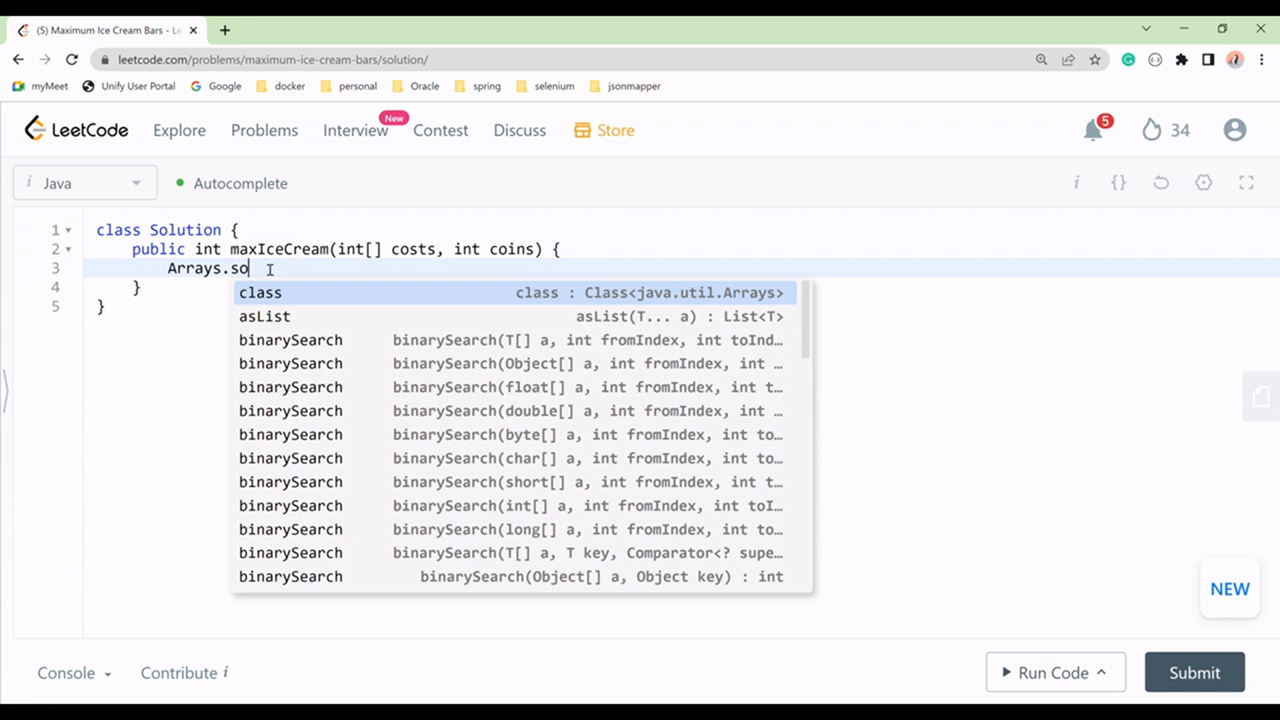 (5) Maximum Ice Cream Bars - Le
leetcode.com/problems/maximum-ice-cream-bars/solution/
myMeet Unify User Portal Google docker personal Oracle spring selenium jsonmapper
LeetCode Explore Problems Interview New Contest Discuss Store 5 34
i Java Autocomplete i {}
1 class Solution {
2 public int maxIceCream(int[] costs, int coins) {
3 Arrays.so
4 }
5 }
class class : Class<java.util.Arrays>
asList asList(T... a) : List<T>
binarySearch binarySearch(T[] a, int fromIndex, int toInd…
binarySearch binarySearch(Object[] a, int fromIndex, int …
binarySearch binarySearch(float[] a, int fromIndex, int t…
binarySearch binarySearch(double[] a, int fromIndex, int …
binarySearch binarySearch(byte[] a, int fromIndex, int to…
binarySearch binarySearch(char[] a, int fromIndex, int to…
binarySearch binarySearch(short[] a, int fromIndex, int t…
binarySearch binarySearch(int[] a, int fromIndex, int toI…
binarySearch binarySearch(long[] a, int fromIndex, int to…
binarySearch binarySearch(T[] a, T key, Comparator<? supe…
binarySearch binarySearch(Object[] a, Object key) : int
NEW
Console Contribute i Run Code Submit